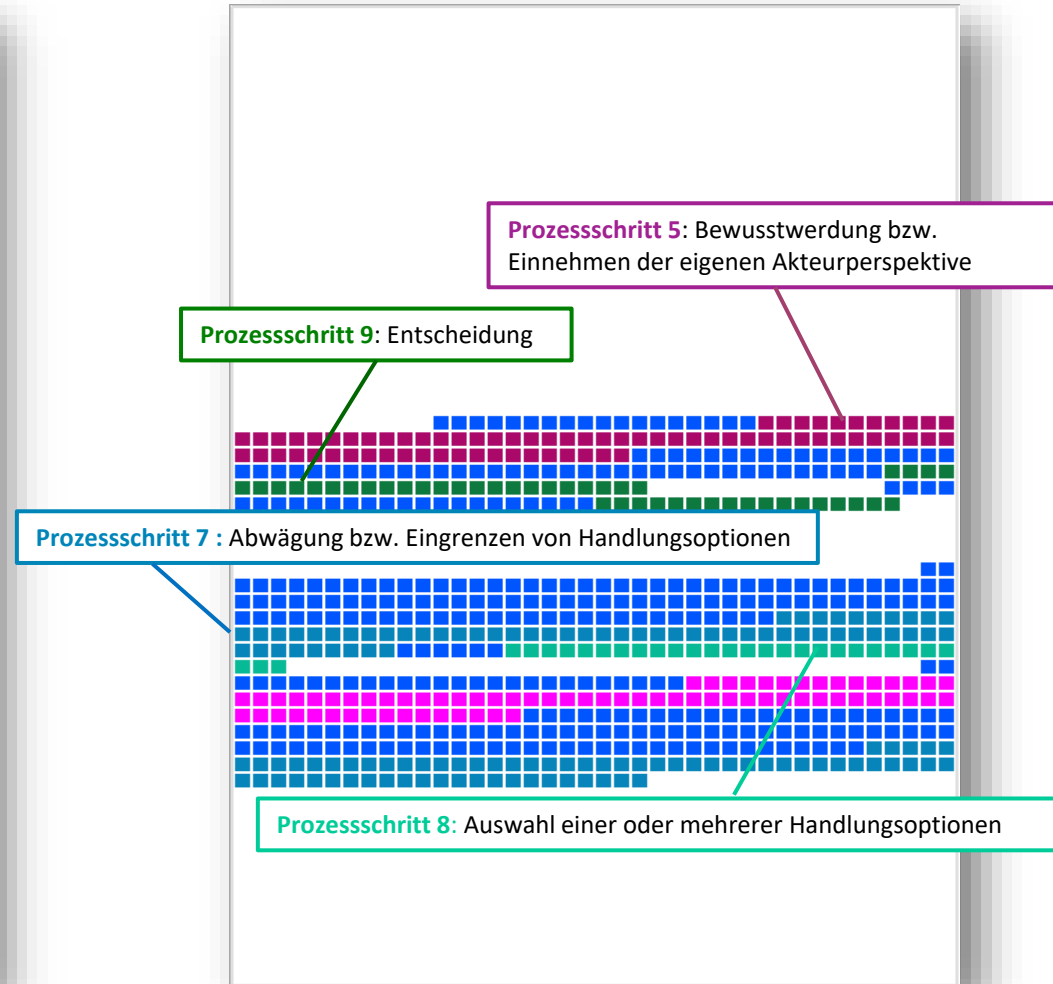 Prozessschritt 5: Bewusstwerdung bzw.
Einnehmen der eigenen Akteurperspektive
Prozessschritt 9: Entscheidung
Prozessschritt 7 : Abwägung bzw. Eingrenzen von Handlungsoptionen
Prozessschritt 8: Auswahl einer oder mehrerer Handlungsoptionen